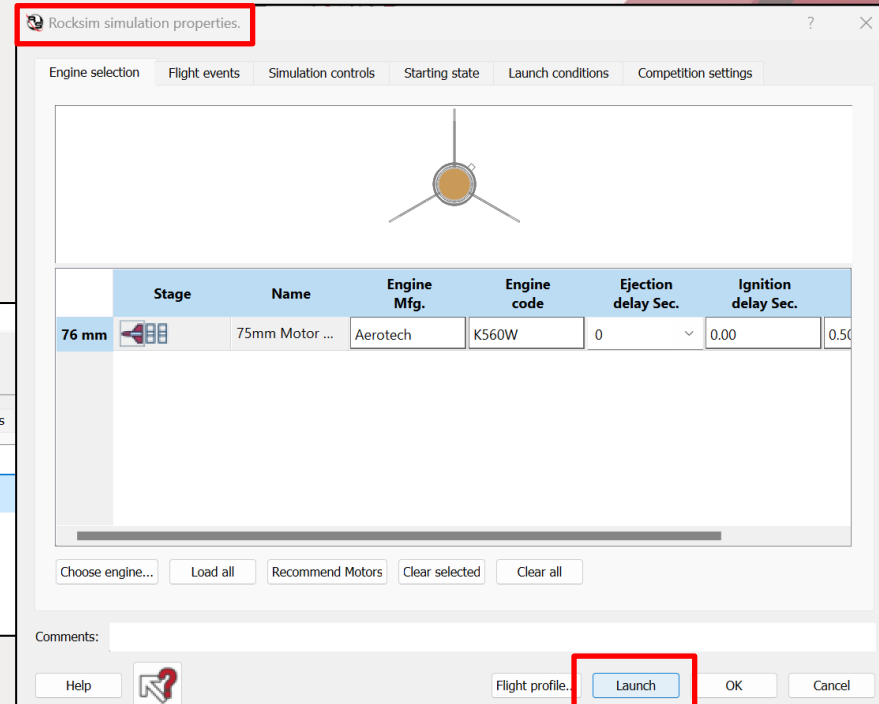 Rocksim simulation properties.
?
Engine selection Flight events Simulation controls Starting state Launch conditions Competition settings
Stage Name Engine Mfg. Engine code Ejection delay Sec. Ignition delay Sec.
76 mm 75mm Motor ... Aerotech K560W 0 0.00 0.50
s
Choose engine... Load all Recommend Motors Clear selected Clear all
Comments:
Help ? Flight profile.. Launch OK Cancel